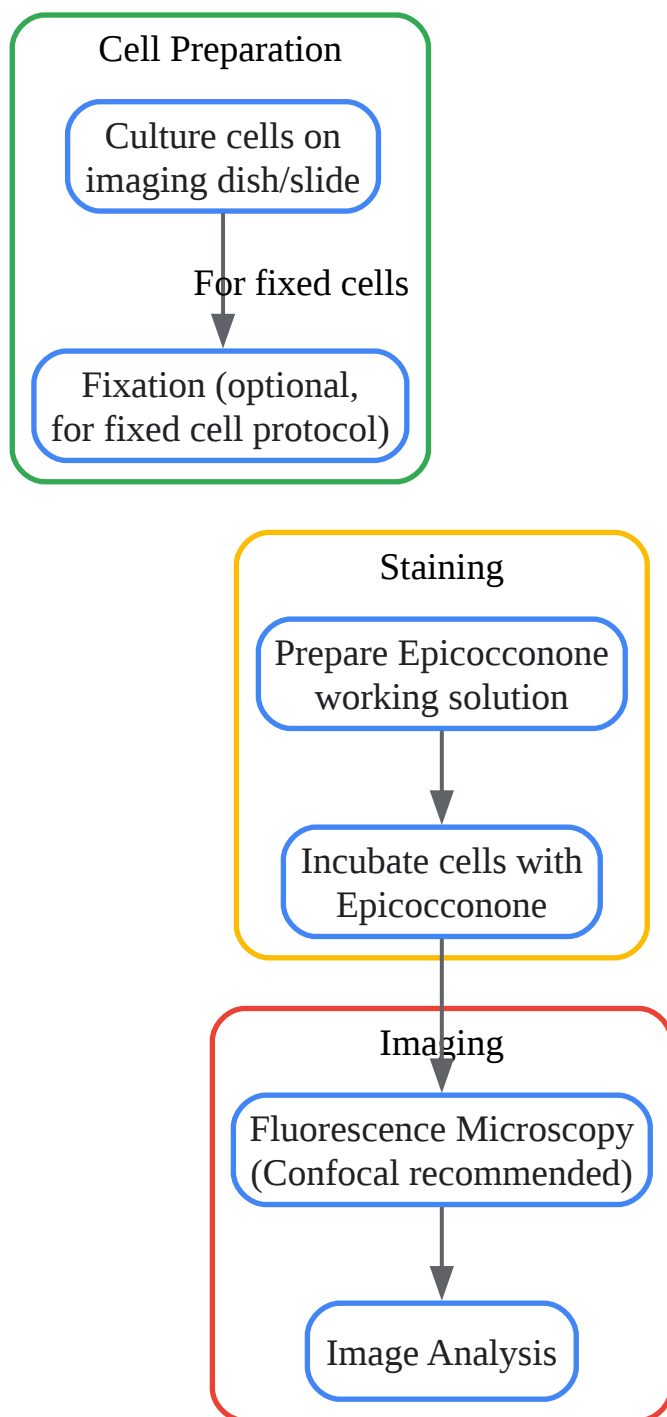 Cell Preparation
Culture cells on
imaging dish/slide
For fixed cells
Fixation (optional,
for fixed cell protocol)
Staining
Prepare Epicocconone
working solution
Incubate cells with
Epicocconone
Imaging
Fluorescence Microscopy
(Confocal recommended)
Image Analysis